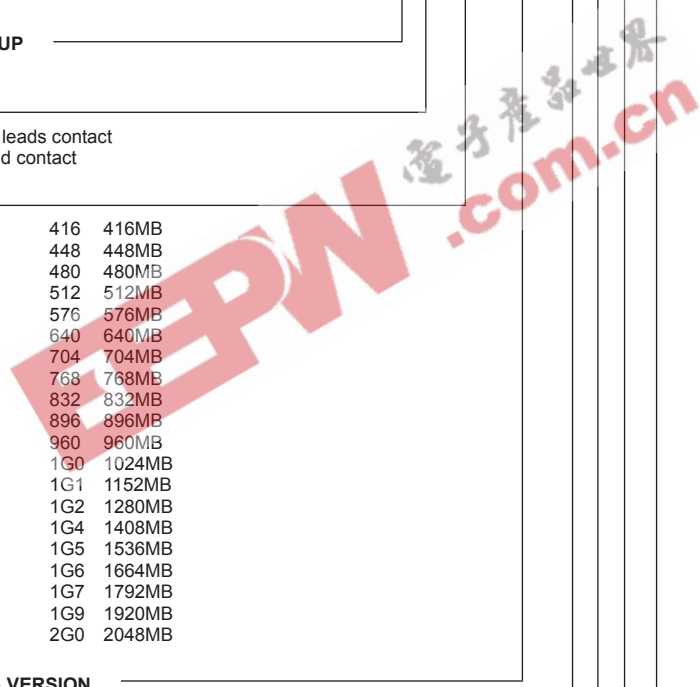 UP
leads contact
d contact
416 416MB
448 448MB
480 480MB
512 512MB
576 576MB
640 640MB
704 704MB
768 768MB
832 832MB
896 896MB
960 960MB
1G0 1024MB
1G1 1152MB
1G2 1280MB
1G4 1408MB
1G5 1536MB
1G6 1664MB
1G7 1792MB
1G9 1920MB
2G0 2048MB
VERSION
EEPW
电子产品世界
.com.cn